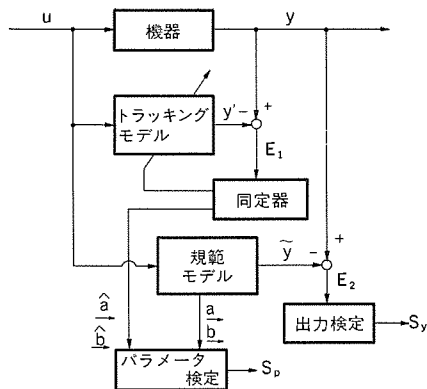 u
機器
y
トラッキング
モデル
y'
−
+
E₁
同定器
規範
モデル
ỹ
−
+
E₂
â
b̂
a
b
出力検定
Sy
パラメータ
検定
Sp